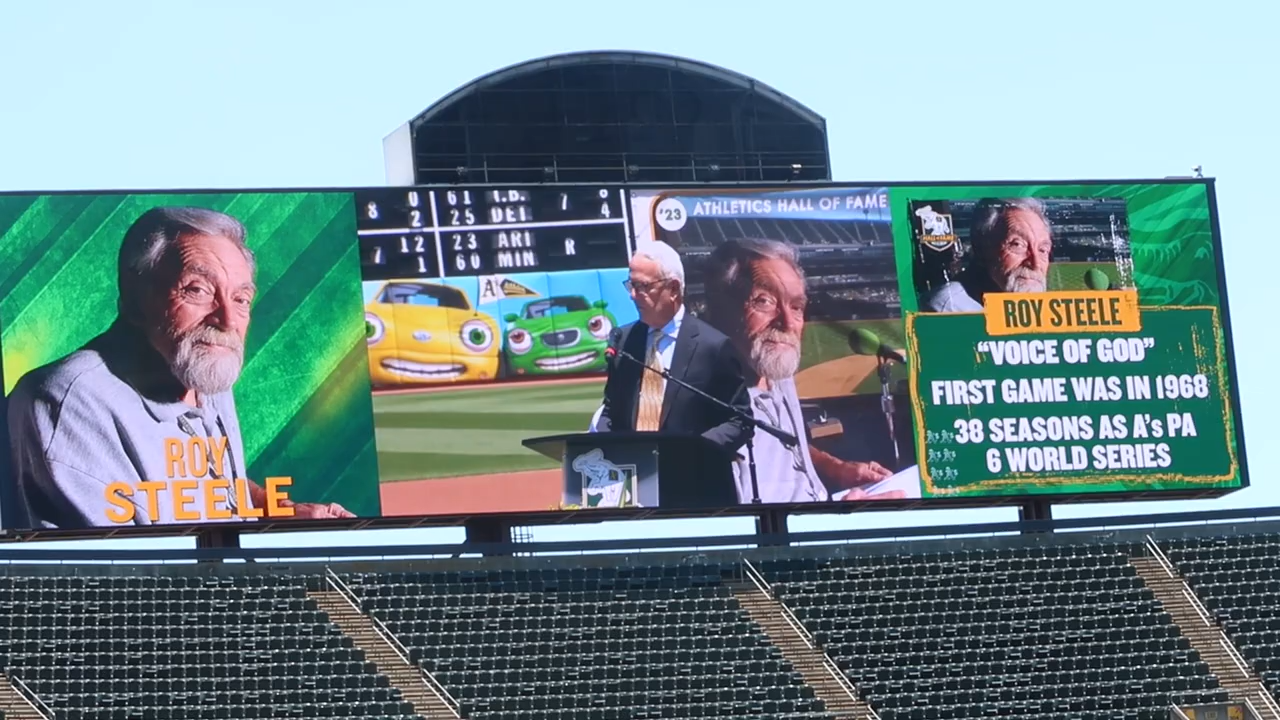 ROY
STEELE
8 0 61 T.B. 7 8
2 25 DET 4
7 12 23 ARI R
1 60 MIN
A's
'23 ATHLETICS HALL OF FAME
ROY STEELE
“VOICE OF GOD”
FIRST GAME WAS IN 1968
38 SEASONS AS A's PA
6 WORLD SERIES